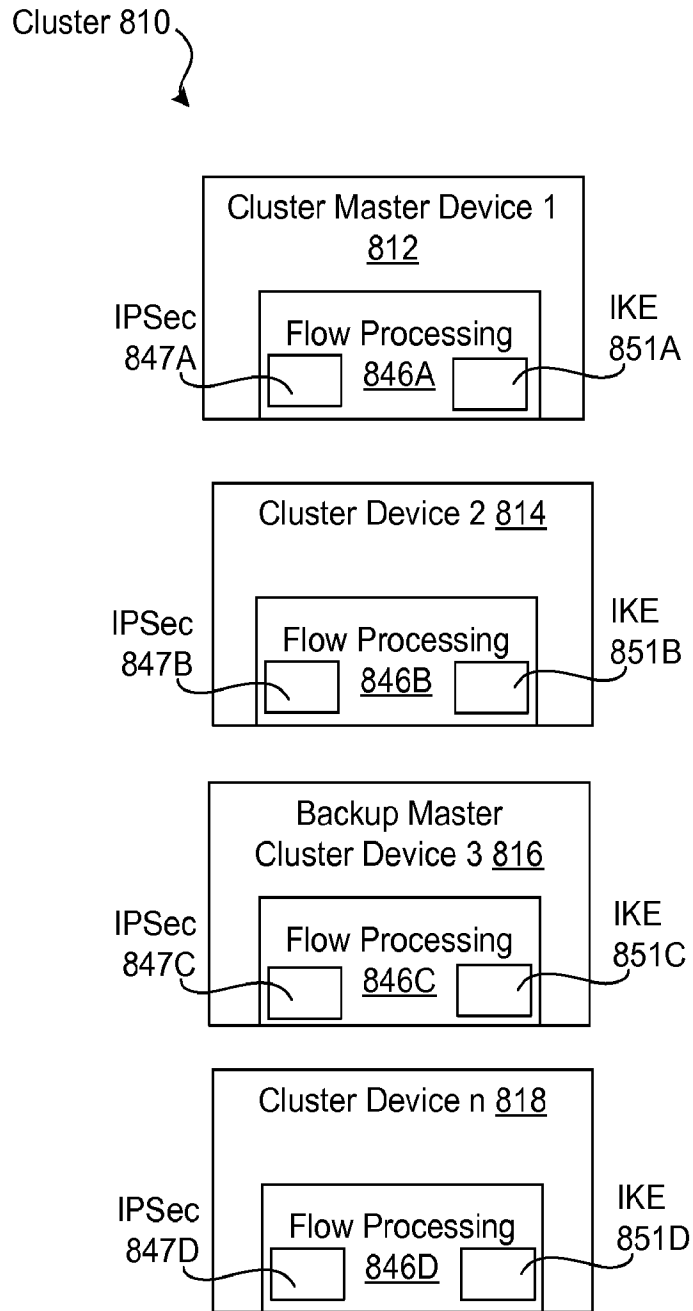 Cluster 810
Cluster Master Device 1
812
IPSec
847A
Flow Processing
846A
IKE
851A
Cluster Device 2 814
IPSec
847B
Flow Processing
846B
IKE
851B
Backup Master
Cluster Device 3 816
IPSec
847C
Flow Processing
846C
IKE
851C
Cluster Device n 818
IPSec
847D
Flow Processing
846D
IKE
851D